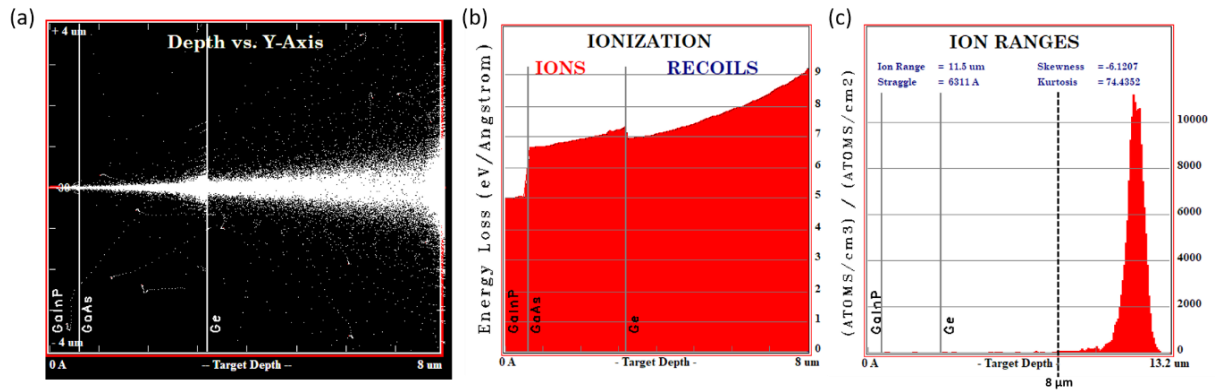 (a)
+ 4 um
Depth vs. Y-Axis
GaInP
GaAs
Ge
- 4 um
0 A
-- Target Depth --
8 um
(b)
IONIZATION
IONS
RECOILS
Energy Loss (eV/Angstrom)
9
8
7
6
5
4
3
2
1
0
GaInP
GaAs
Ge
0 A
- Target Depth -
8 um
(c)
ION RANGES
Ion Range = 11.5 um
Skewness = -6.1207
Straggle = 6311 A
Kurtosis = 74.4352
(ATOMS/cm3) / (ATOMS/cm2)
10000
8000
6000
4000
2000
0
GaInP
Ge
0 A
- Target Depth -
13.2 um
8 μm